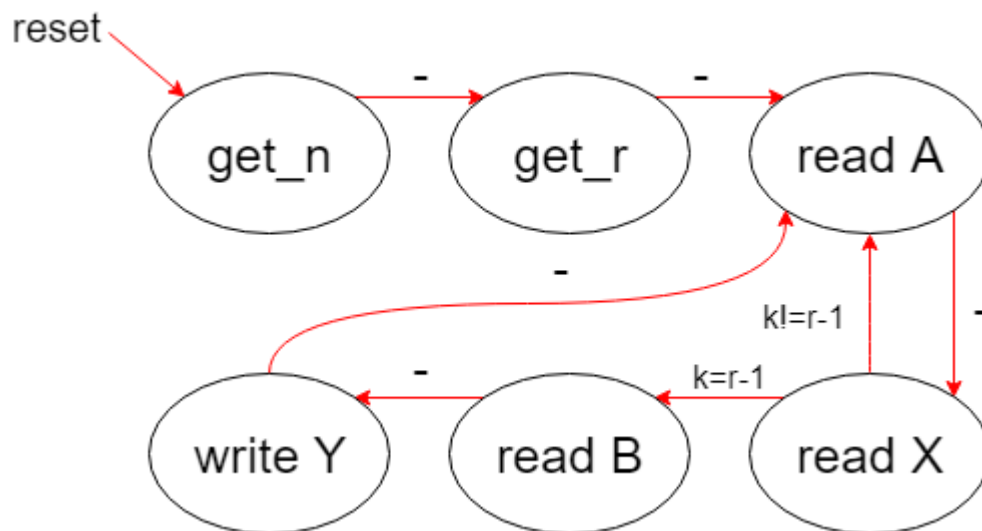 reset
-
-
get_n
get_r
read A
-
k!=r-1
-
-
k=r-1
write Y
read B
read X